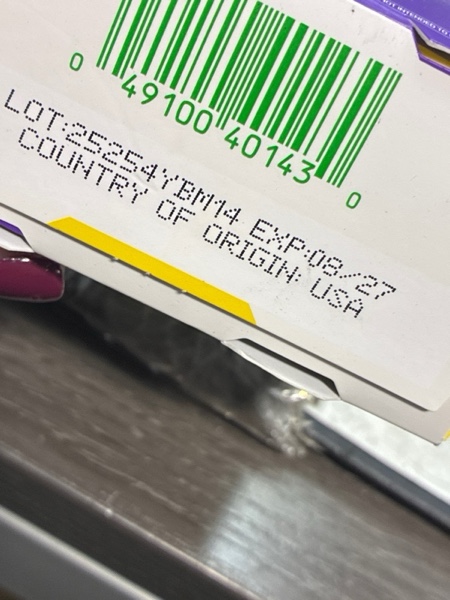 0 49100 40143 0
LOT:25254YBM14 EXP:08/27
COUNTRY OF ORIGIN: USA